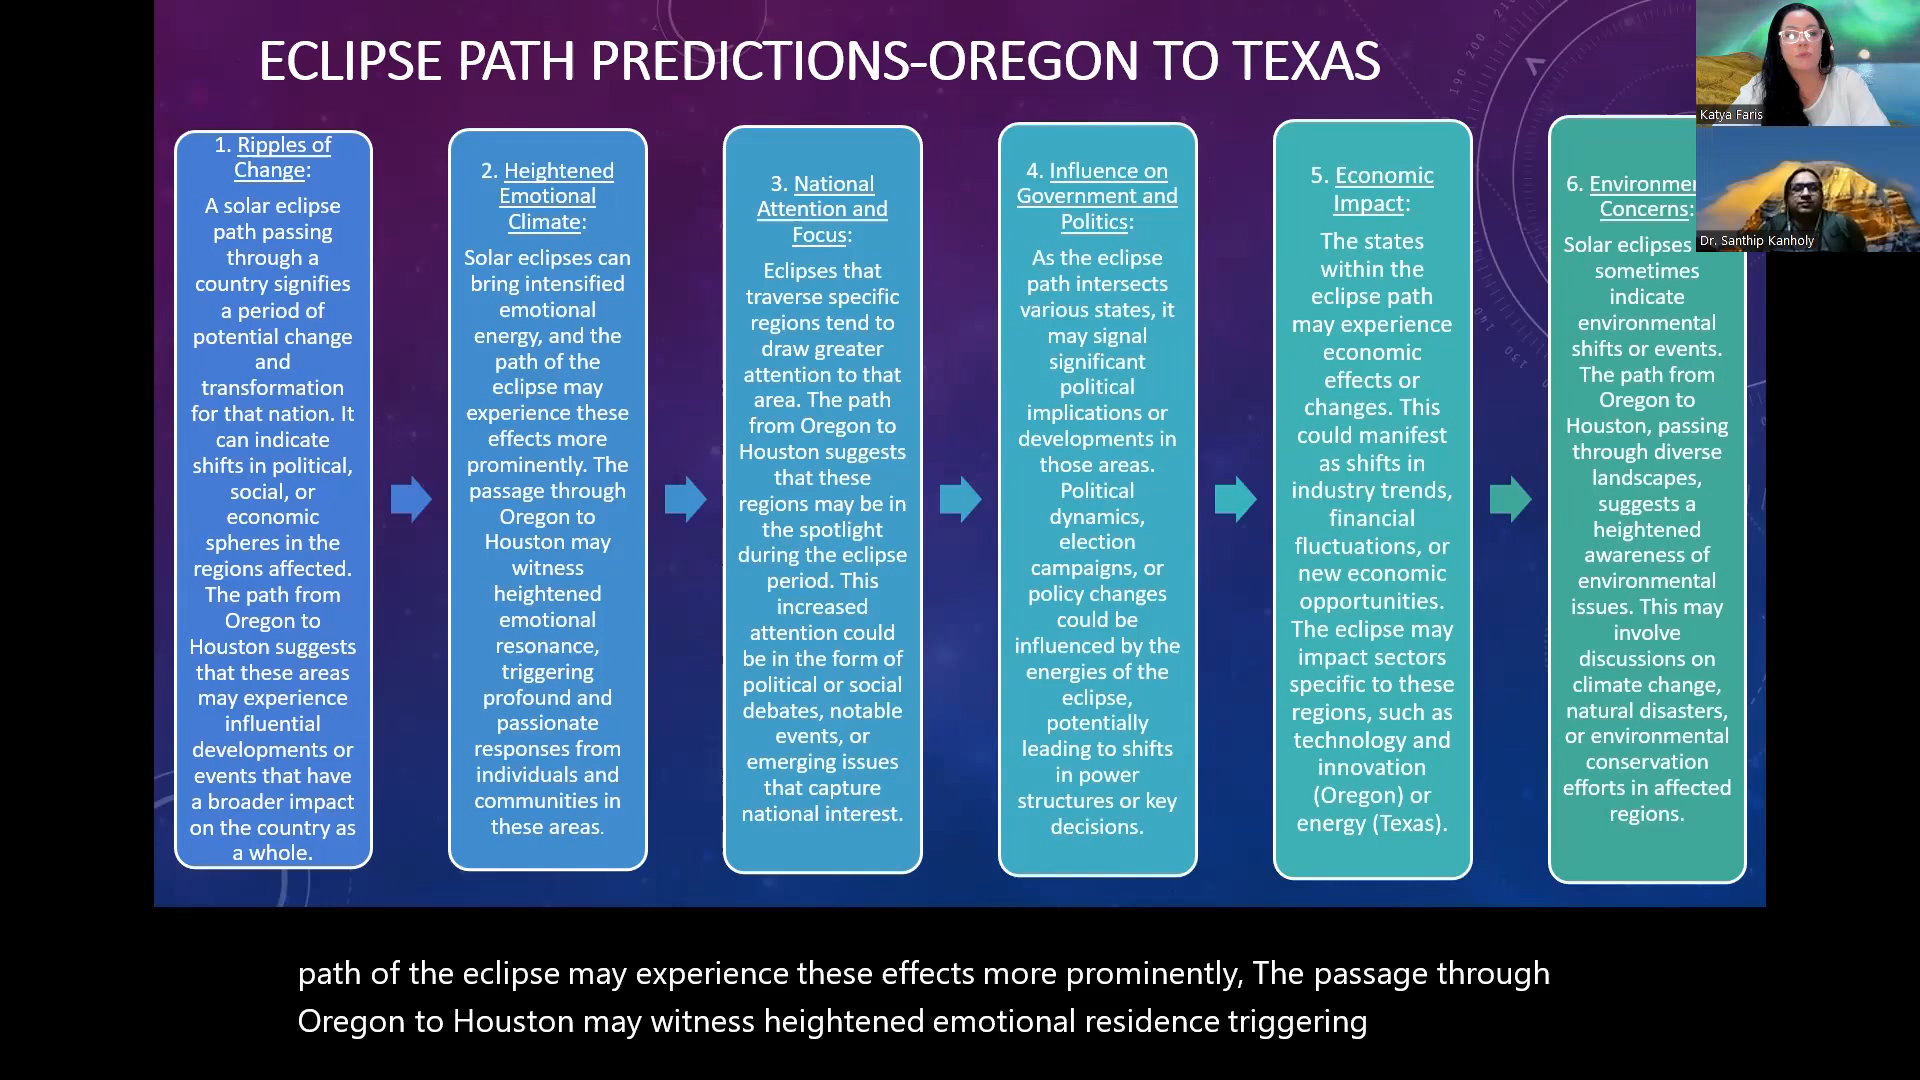 ECLIPSE PATH PREDICTIONS-OREGON TO TEXAS
1. Ripples of
Change:
A solar eclipse
path passing
through a
country signifies
a period of
potential change
and
transformation
for that nation. It
can indicate
shifts in political,
social, or
economic
spheres in the
regions affected.
The path from
Oregon to
Houston suggests
that these areas
may experience
influential
developments or
events that have
a broader impact
on the country as
a whole.
2. Heightened
Emotional
Climate:
Solar eclipses can
bring intensified
emotional
energy, and the
path of the
eclipse may
experience these
effects more
prominently. The
passage through
Oregon to
Houston may
witness
heightened
emotional
resonance,
triggering
profound and
passionate
responses from
individuals and
communities in
these areas.
3. National
Attention and
Focus:
Eclipses that
traverse specific
regions tend to
draw greater
attention to that
area. The path
from Oregon to
Houston suggests
that these
regions may be in
the spotlight
during the eclipse
period. This
increased
attention could
be in the form of
political or social
debates, notable
events, or
emerging issues
that capture
national interest.
4. Influence on
Government and
Politics:
As the eclipse
path intersects
various states, it
may signal
significant
political
implications or
developments in
those areas.
Political
dynamics,
election
campaigns, or
policy changes
could be
influenced by the
energies of the
eclipse,
potentially
leading to shifts
in power
structures or key
decisions.
5. Economic
Impact:
The states
within the
eclipse path
may experience
economic
effects or
changes. This
could manifest
as shifts in
industry trends,
financial
fluctuations, or
new economic
opportunities.
The eclipse may
impact sectors
specific to these
regions, such as
technology and
innovation
(Oregon) or
energy (Texas).
6. Environmen
Concerns:
Solar eclipses
sometimes
indicate
environmental
shifts or events.
The path from
Oregon to
Houston, passing
through diverse
landscapes,
suggests a
heightened
awareness of
environmental
issues. This may
involve
discussions on
climate change,
natural disasters,
or environmental
conservation
efforts in affected
regions.
Katya Faris
Dr. Santhip Kanholy
190 200 210
140
130
path of the eclipse may experience these effects more prominently, The passage through
Oregon to Houston may witness heightened emotional residence triggering